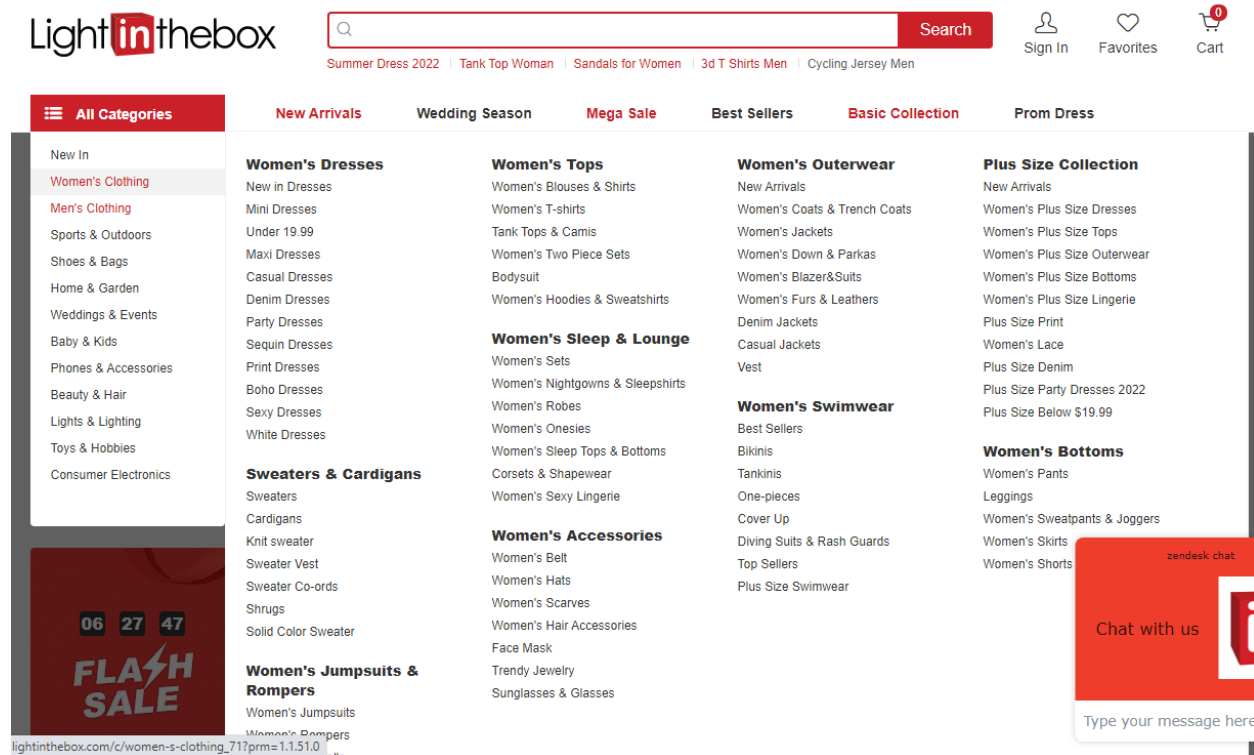 Light in thebox
Search
0
Sign In
Favorites
Cart
Summer Dress 2022
Tank Top Woman
Sandals for Women
3d T Shirts Men
Cycling Jersey Men
All Categories
New Arrivals
Wedding Season
Mega Sale
Best Sellers
Basic Collection
Prom Dress
New In
Women's Clothing
Men's Clothing
Sports & Outdoors
Shoes & Bags
Home & Garden
Weddings & Events
Baby & Kids
Phones & Accessories
Beauty & Hair
Lights & Lighting
Toys & Hobbies
Consumer Electronics
06 27 47
FLASH
SALE
Women's Dresses
New in Dresses
Mini Dresses
Under 19.99
Maxi Dresses
Casual Dresses
Denim Dresses
Party Dresses
Sequin Dresses
Print Dresses
Boho Dresses
Sexy Dresses
White Dresses
Sweaters & Cardigans
Sweaters
Cardigans
Knit sweater
Sweater Vest
Sweater Co-ords
Shrugs
Solid Color Sweater
Women's Jumpsuits &
Rompers
Women's Jumpsuits
Women's Rompers
Women's Tops
Women's Blouses & Shirts
Women's T-shirts
Tank Tops & Camis
Women's Two Piece Sets
Bodysuit
Women's Hoodies & Sweatshirts
Women's Sleep & Lounge
Women's Sets
Women's Nightgowns & Sleepshirts
Women's Robes
Women's Onesies
Women's Sleep Tops & Bottoms
Corsets & Shapewear
Women's Sexy Lingerie
Women's Accessories
Women's Belt
Women's Hats
Women's Scarves
Women's Hair Accessories
Face Mask
Trendy Jewelry
Sunglasses & Glasses
Women's Outerwear
New Arrivals
Women's Coats & Trench Coats
Women's Jackets
Women's Down & Parkas
Women's Blazer&Suits
Women's Furs & Leathers
Denim Jackets
Casual Jackets
Vest
Women's Swimwear
Best Sellers
Bikinis
Tankinis
One-pieces
Cover Up
Diving Suits & Rash Guards
Top Sellers
Plus Size Swimwear
Plus Size Collection
New Arrivals
Women's Plus Size Dresses
Women's Plus Size Tops
Women's Plus Size Outerwear
Women's Plus Size Bottoms
Women's Plus Size Lingerie
Plus Size Print
Women's Lace
Plus Size Denim
Plus Size Party Dresses 2022
Plus Size Below $19.99
Women's Bottoms
Women's Pants
Leggings
Women's Sweatpants & Joggers
Women's Skirts
Women's Shorts
zendesk chat
Chat with us
Type your message here
lightinthebox.com/c/women-s-clothing_71?prm=1.1.51.0